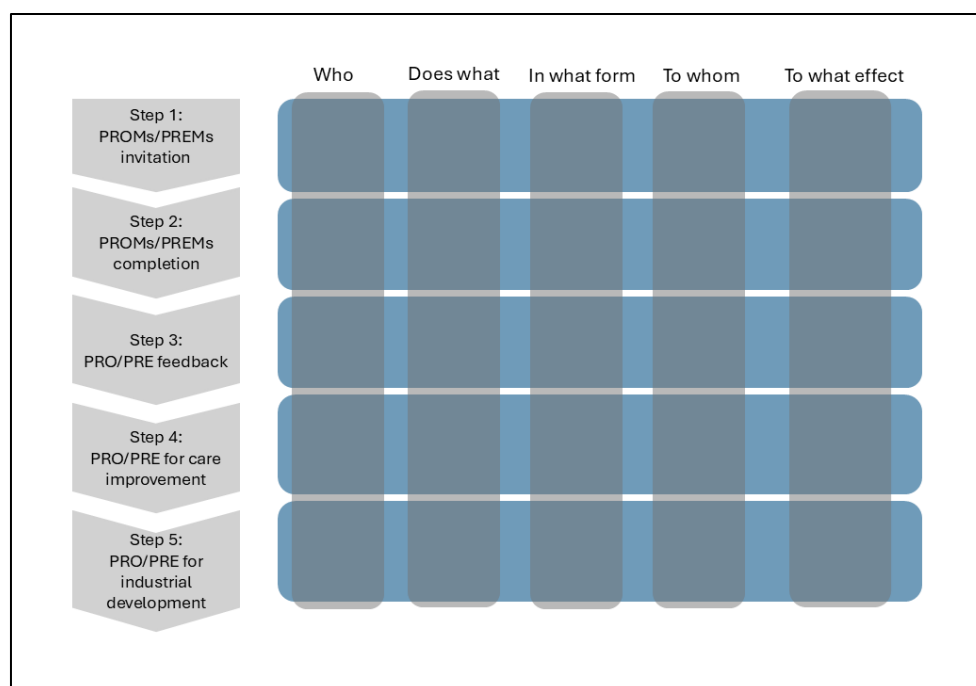 Who
Does what
In what form
To whom
To what effect
Step 1:
PROMs/PREMs
invitation
Step 2:
PROMs/PREMs
completion
Step 3:
PRO/PRE feedback
Step 4:
PRO/PRE for care
improvement
Step 5:
PRO/PRE for
industrial
development